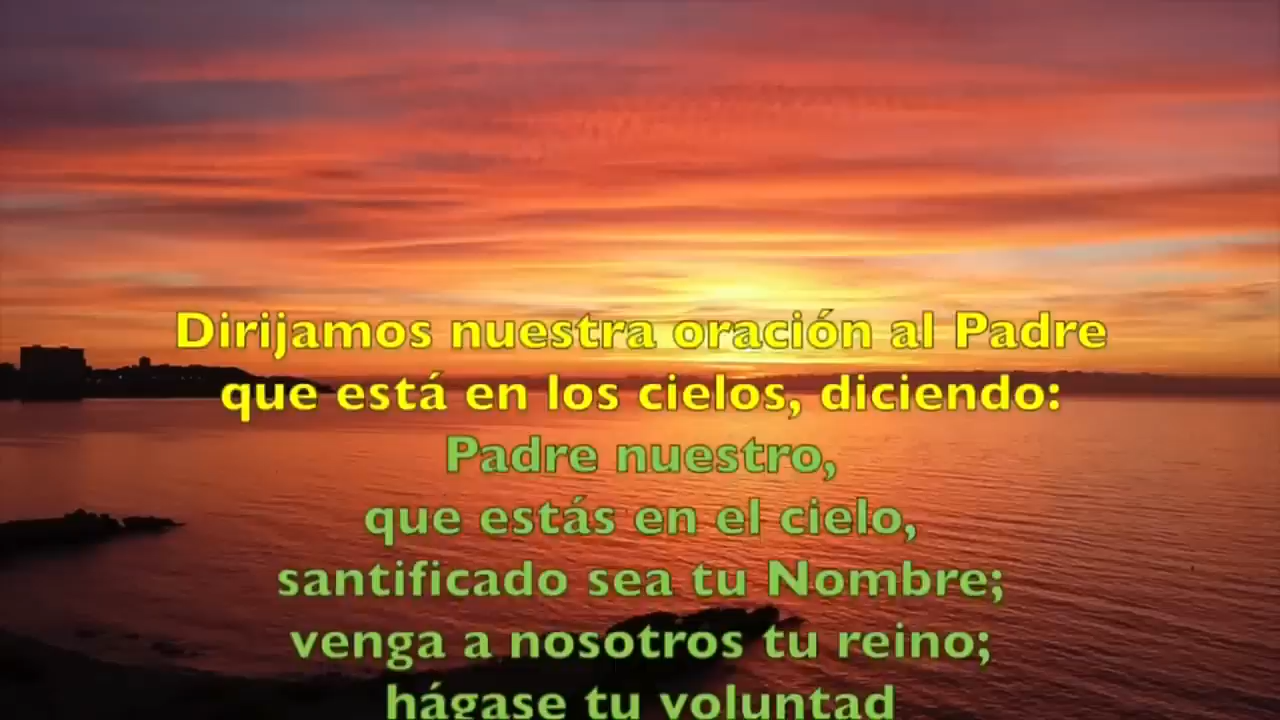 Dirijamos nuestra oración al Padre
que está en los cielos, diciendo:
Padre nuestro,
que estás en el cielo,
santificado sea tu Nombre;
venga a nosotros tu reino;
hágase tu voluntad